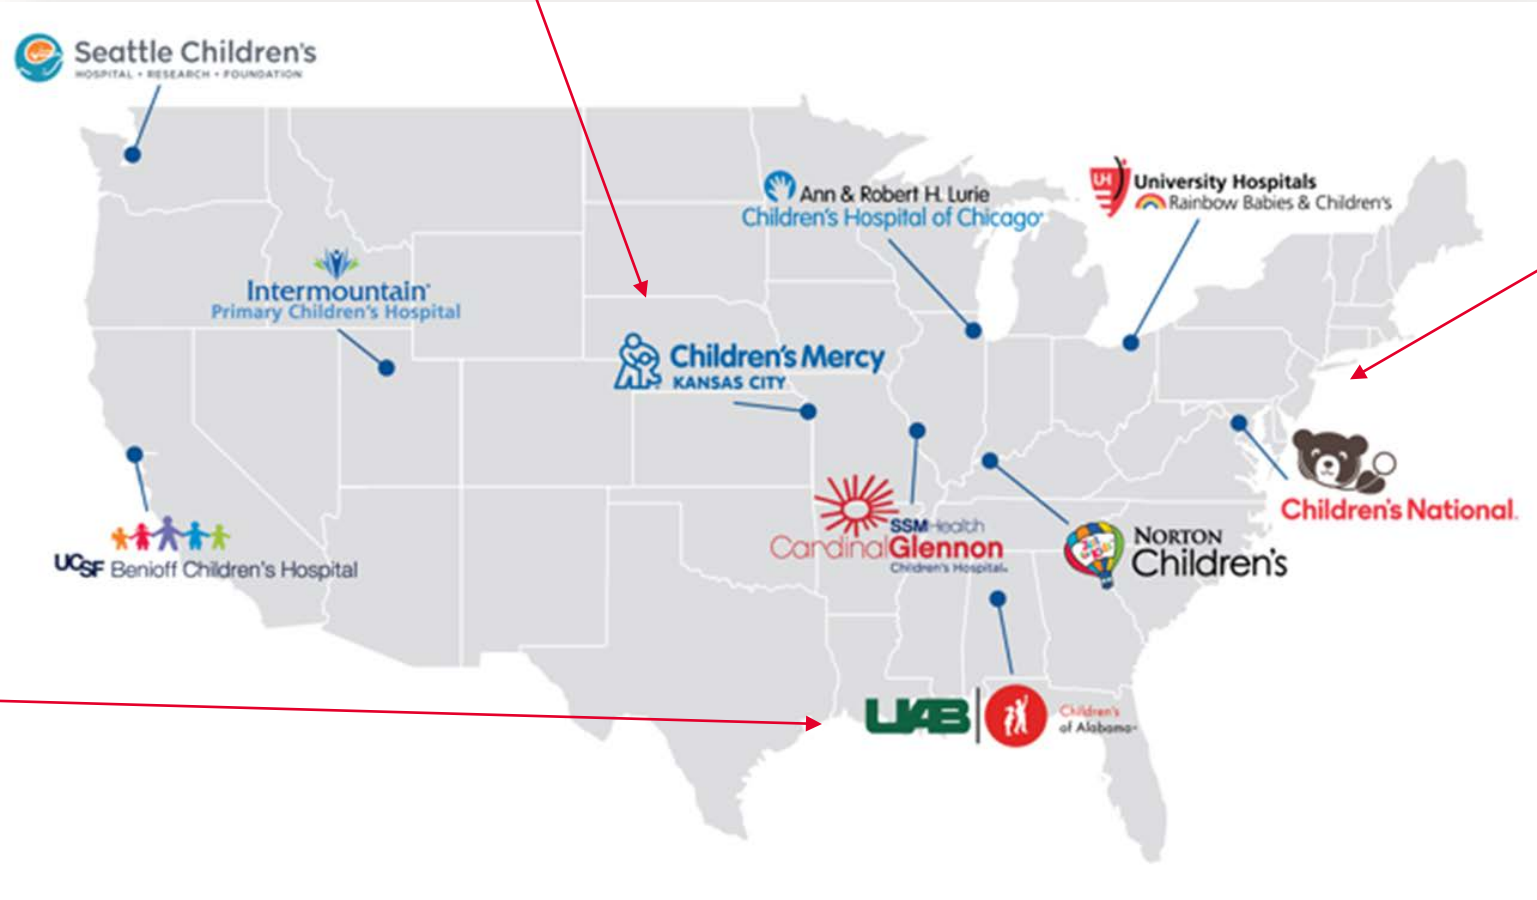 Seattle Children's
HOSPITAL • RESEARCH • FOUNDATION
Ann & Robert H. Lurie
Children's Hospital of Chicago®
UH
University Hospitals
Rainbow Babies & Children's
Intermountain®
Primary Children's Hospital
Children's Mercy
KANSAS CITY
Children's National
SSMHealth
CardinalGlennon
Children's Hospital
NORTON
Children's
UCSF Benioff Children's Hospital
UAB
Children's
of Alabama